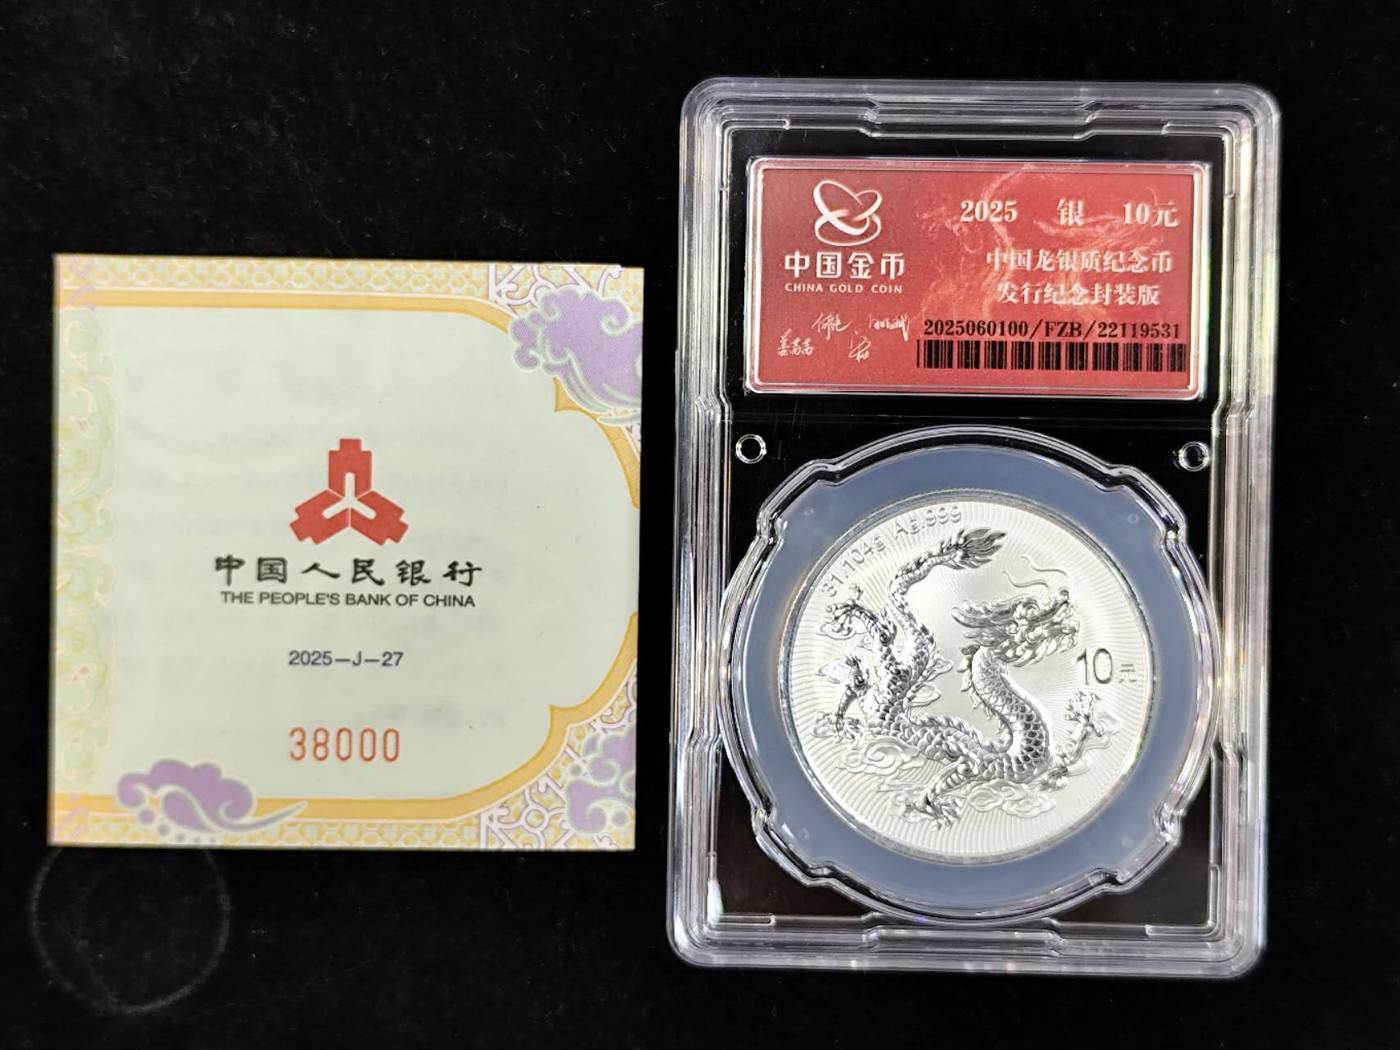 中国人民银行
THE PEOPLE'S BANK OF CHINA
2025-J-27
38000
中国金币
CHINA GOLD COIN
2025 银 10元
中国龙银质纪念币
发行纪念封装版
2025060100/FZB/22119531
31.104g Ag.999
10元